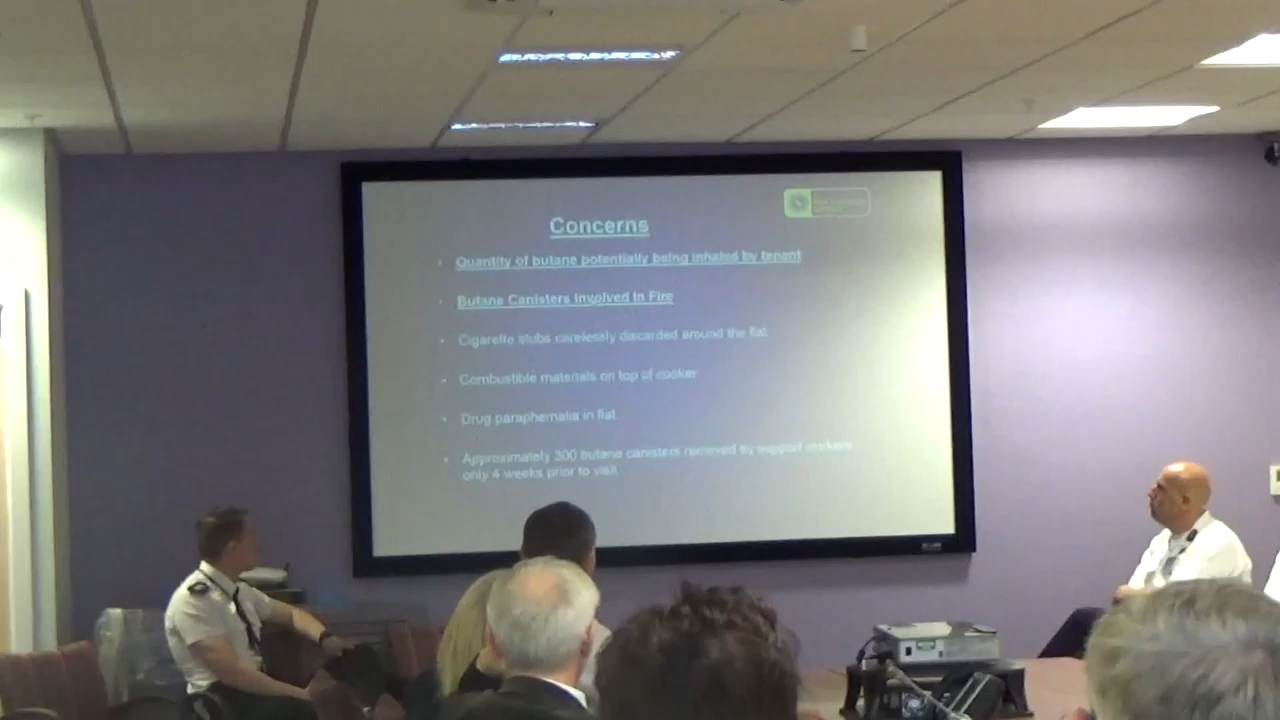 Concerns
• Quantity of butane potentially being inhaled by tenant
• Butane Canisters Involved In Fire
• Cigarette stubs carelessly discarded around the flat
• Combustible materials on top of cooker
• Drug paraphernalia in flat
• Approximately 300 butane canisters removed by support workers
only 4 weeks prior to visit